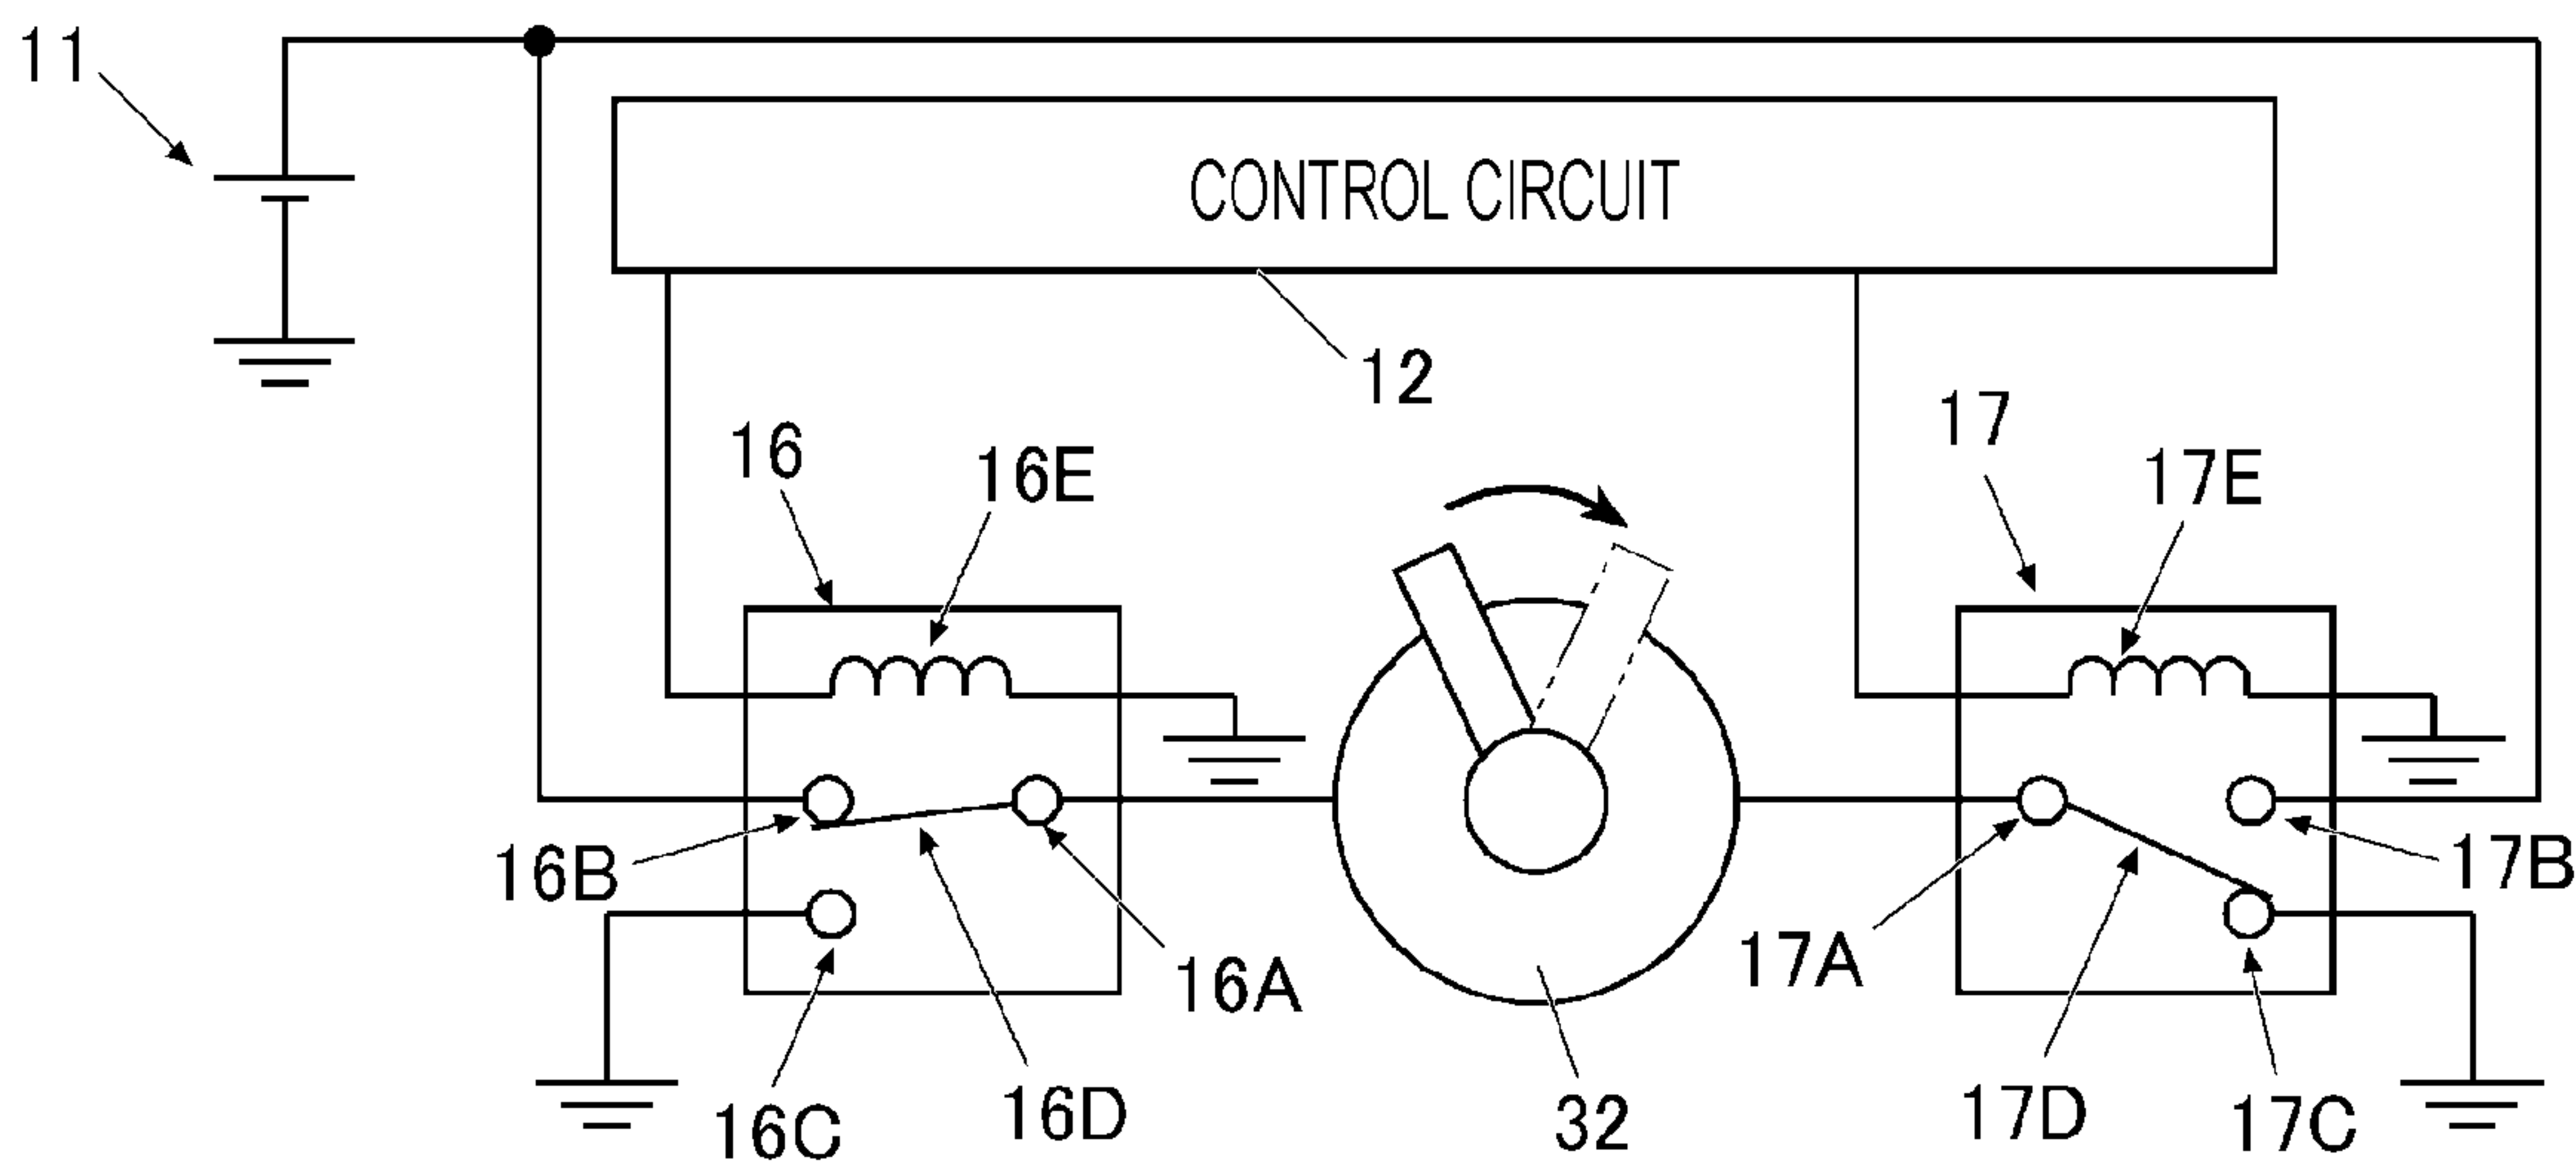 11
CONTROL CIRCUIT
12
16
16E
17
17E
16B
16A
17A
17B
16C
16D
32
17D
17C